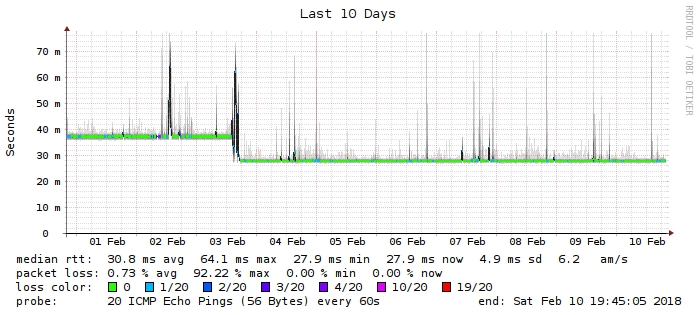 Last 10 Days
RRDTOOL / TOBI OETIKER
Seconds
70 m
60 m
50 m
40 m
30 m
20 m
10 m
0
01 Feb 02 Feb 03 Feb 04 Feb 05 Feb 06 Feb 07 Feb 08 Feb 09 Feb 10 Feb
median rtt: 30.8 ms avg 64.1 ms max 27.9 ms min 27.9 ms now 4.9 ms sd 6.2 am/s
packet loss: 0.73 % avg 92.22 % max 0.00 % min 0.00 % now
loss color: 0 1/20 2/20 3/20 4/20 10/20 19/20
probe: 20 ICMP Echo Pings (56 Bytes) every 60s end: Sat Feb 10 19:45:05 2018